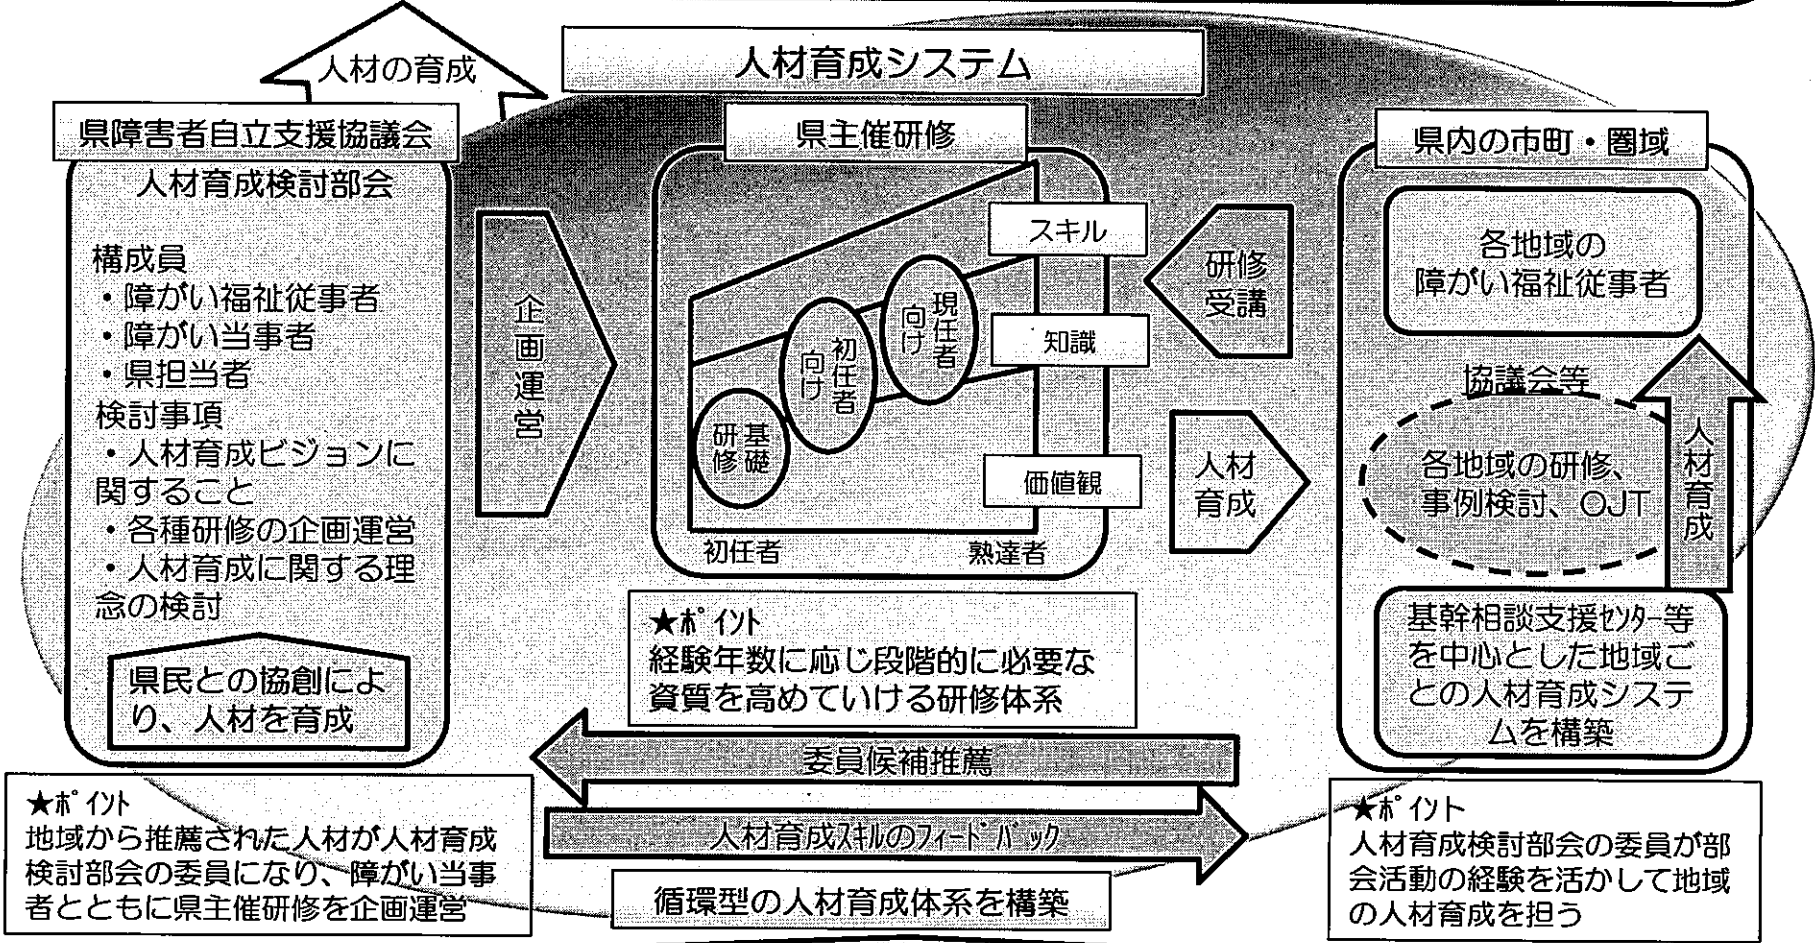 人材の育成
人材育成システム
県障害者自立支援協議会
人材育成検討部会
構成員
・障がい福祉従事者
・障がい当事者
・県担当者
検討事項
・人材育成ビジョンに
関すること
・各種研修の企画運営
・人材育成に関する理
念の検討
県民との協創によ
り、人材を育成
★ポイント
地域から推薦された人材が人材育成
検討部会の委員になり、障がい当事
者とともに県主催研修を企画運営
企画運営
県主催研修
スキル
知識
価値観
現任者
向け
初任者
向け
基礎
研修
初任者
熟達者
★ポイント
経験年数に応じ段階的に必要な
資質を高めていける研修体系
研修
受講
人材
育成
委員候補推薦
人材育成スキルのフィードバック
循環型の人材育成体系を構築
県内の市町・圏域
各地域の
障がい福祉従事者
協議会等
各地域の研修、
事例検討、OJT
人材育成
基幹相談支援センター等
を中心とした地域ご
との人材育成システ
ムを構築
★ポイント
人材育成検討部会の委員が部
会活動の経験を活かして地域
の人材育成を担う